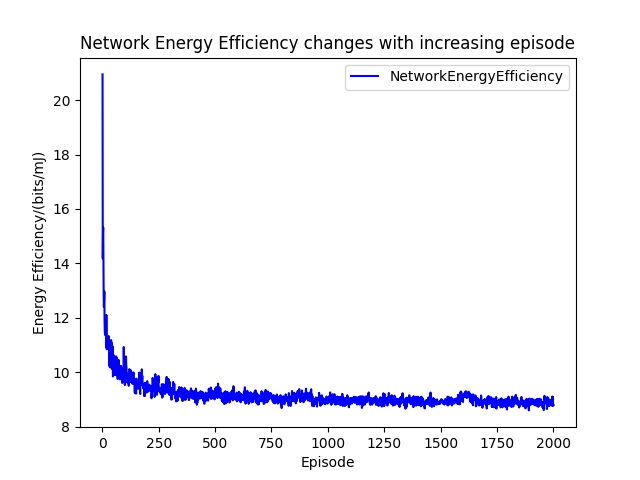 Network Energy Efficiency changes with increasing episode
NetworkEnergyEfficiency
Energy Efficiency/(bits/mJ)
20
18
16
14
12
10
8
0 250 500 750 1000 1250 1500 1750 2000
Episode